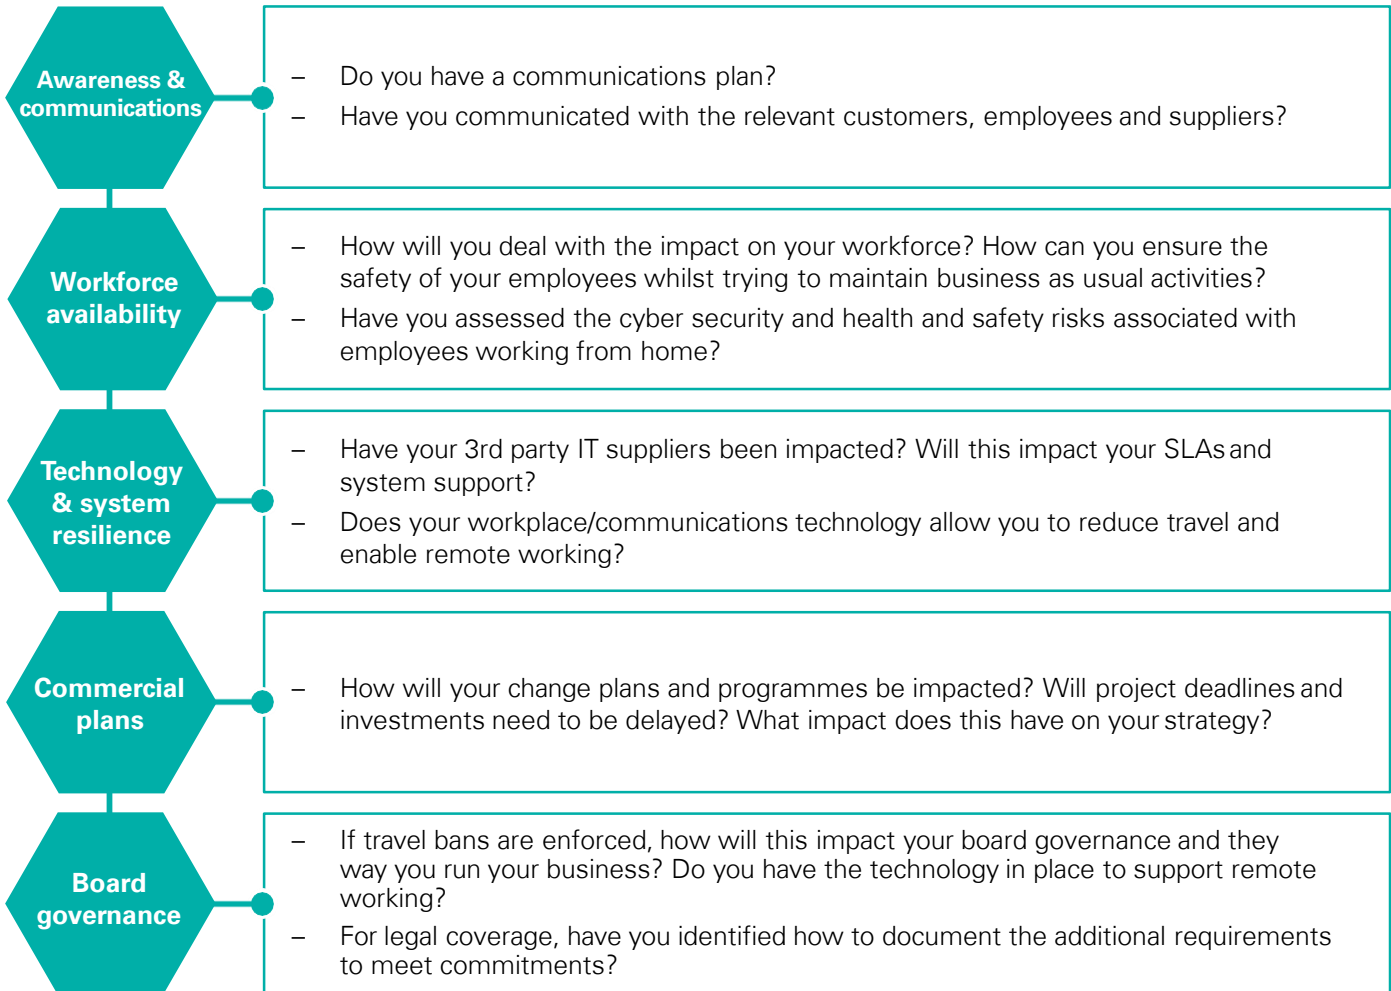 Awareness &
communications
– Do you have a communications plan?
– Have you communicated with the relevant customers, employees and suppliers?
Workforce
availability
– How will you deal with the impact on your workforce? How can you ensure the
safety of your employees whilst trying to maintain business as usual activities?
– Have you assessed the cyber security and health and safety risks associated with
employees working from home?
Technology
& system
resilience
– Have your 3rd party IT suppliers been impacted? Will this impact your SLAs and
system support?
– Does your workplace/communications technology allow you to reduce travel and
enable remote working?
Commercial
plans
– How will your change plans and programmes be impacted? Will project deadlines and
investments need to be delayed? What impact does this have on your strategy?
Board
governance
– If travel bans are enforced, how will this impact your board governance and they
way you run your business? Do you have the technology in place to support remote
working?
– For legal coverage, have you identified how to document the additional requirements
to meet commitments?